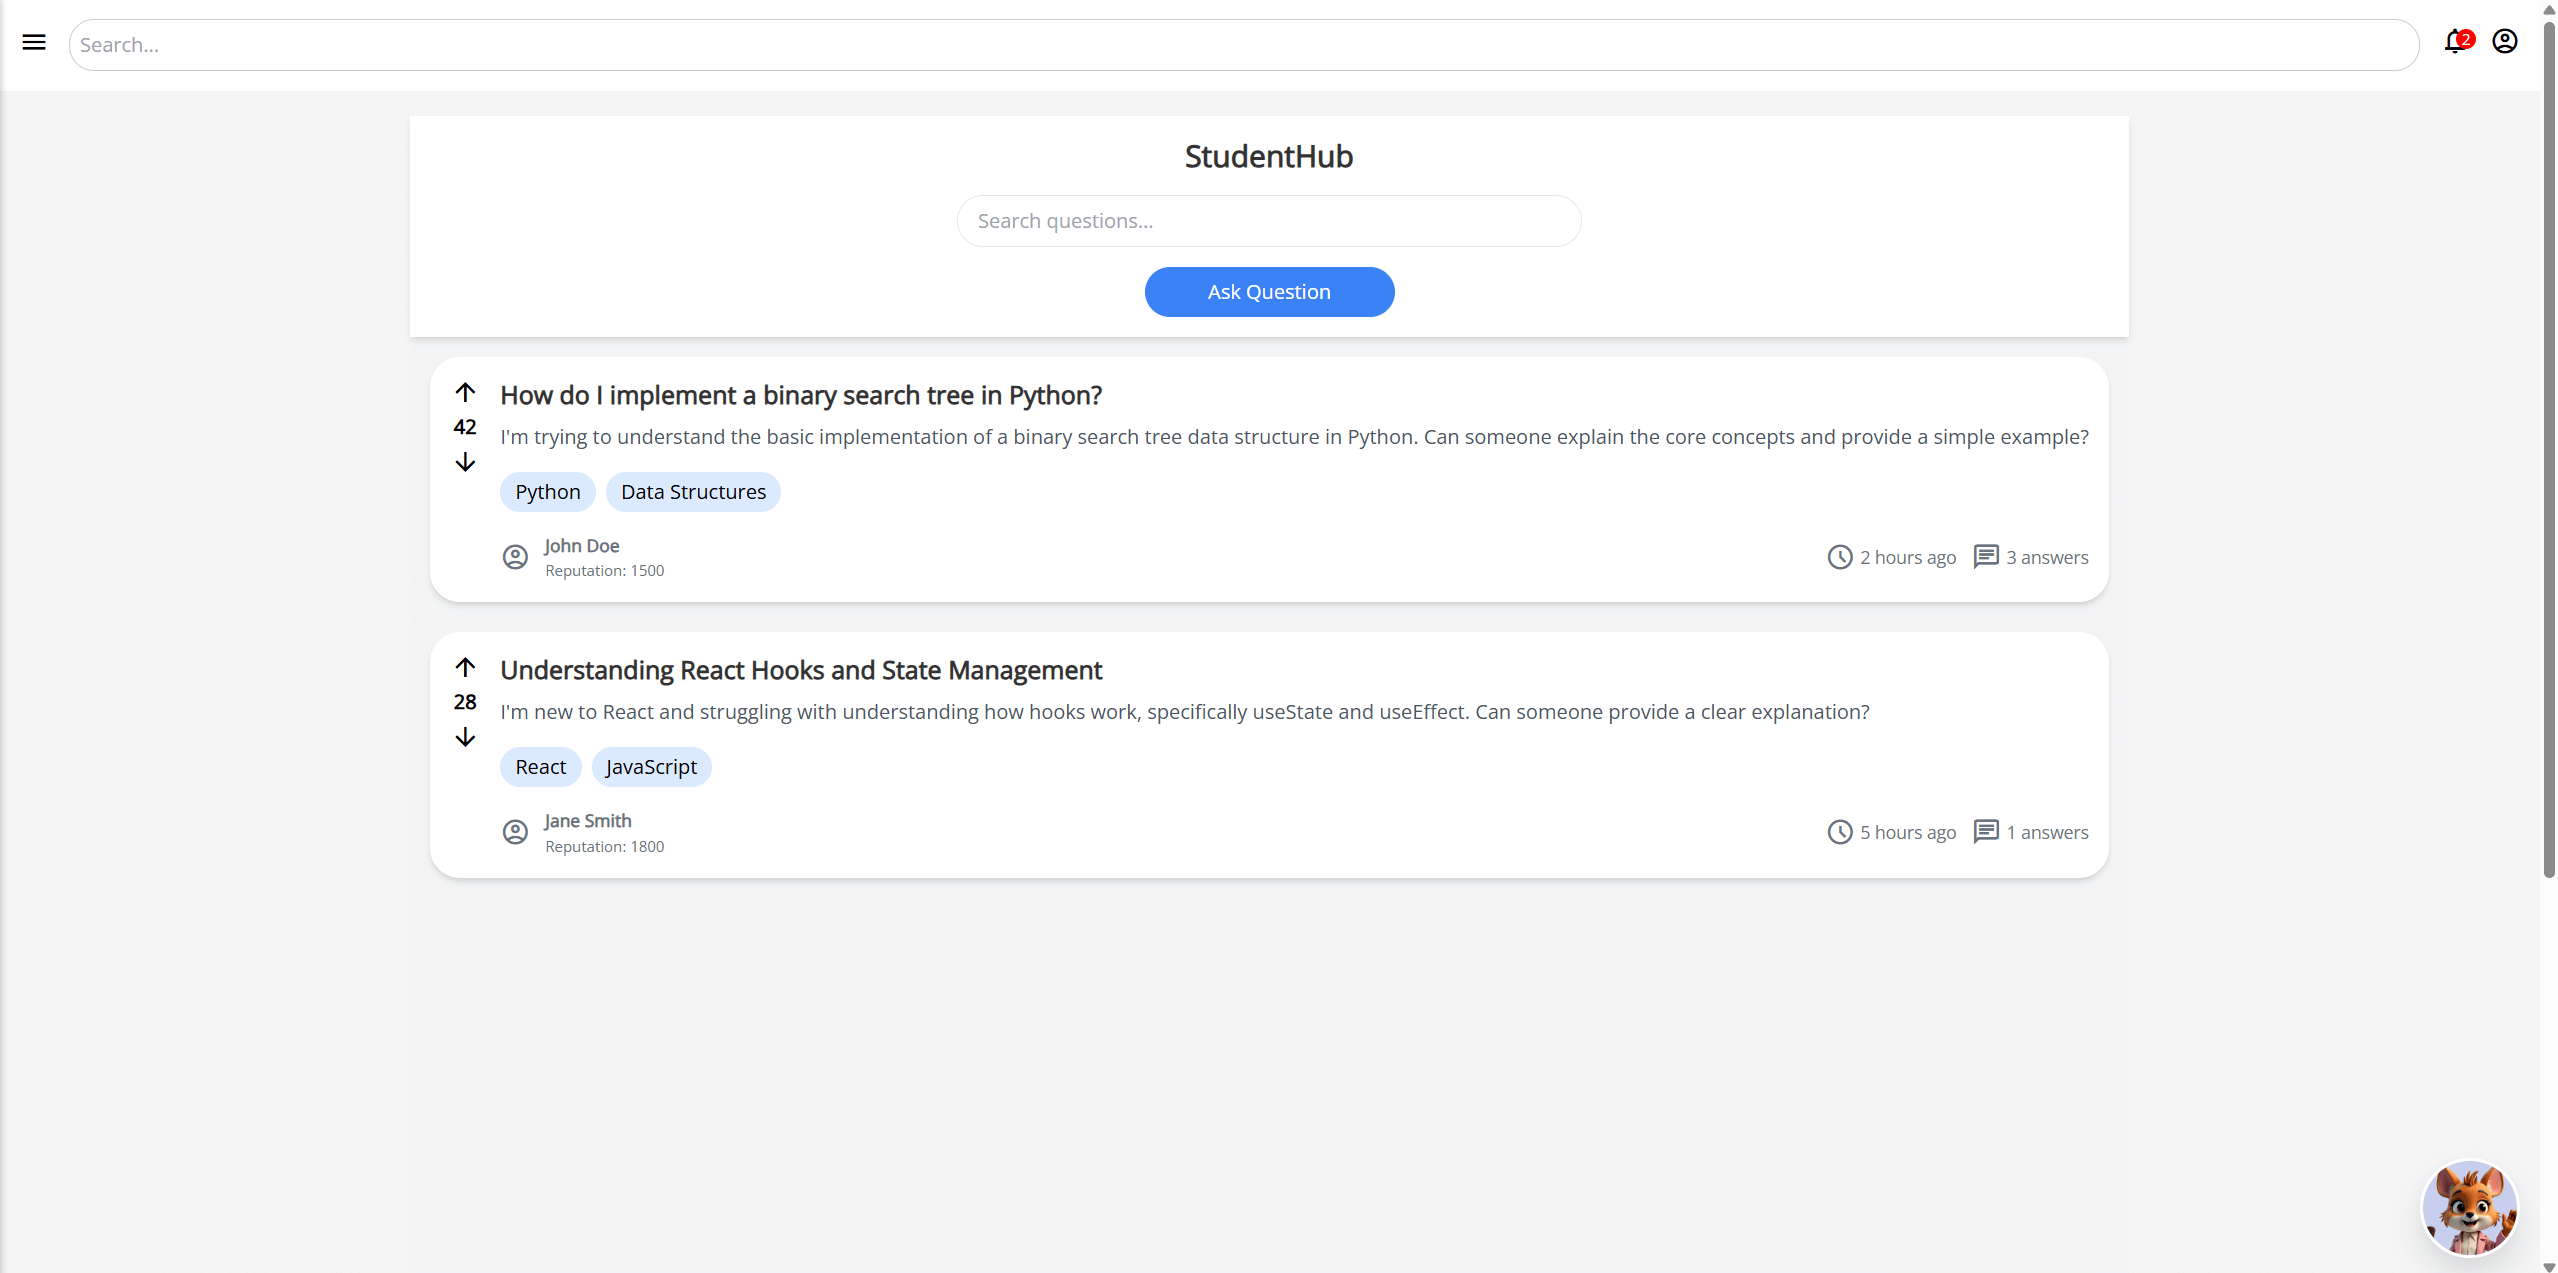 Search...
2
StudentHub
Search questions...
Ask Question
How do I implement a binary search tree in Python?
42
I'm trying to understand the basic implementation of a binary search tree data structure in Python. Can someone explain the core concepts and provide a simple example?
Python Data Structures
John Doe
Reputation: 1500
2 hours ago 3 answers
Understanding React Hooks and State Management
28
I'm new to React and struggling with understanding how hooks work, specifically useState and useEffect. Can someone provide a clear explanation?
React JavaScript
Jane Smith
Reputation: 1800
5 hours ago 1 answers